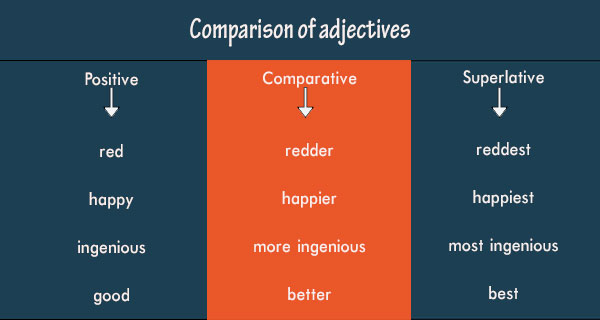 Comparison of adjectives
Positive Comparative Superlative
red redder reddest
happy happier happiest
ingenious more ingenious most ingenious
good better best